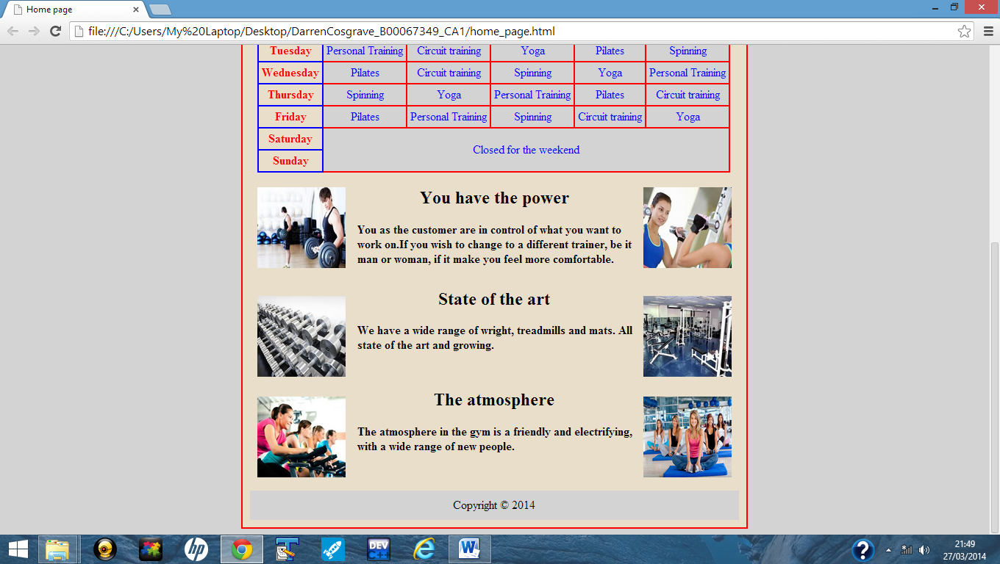 Home page
file:///C:/Users/My%20Laptop/Desktop/DarrenCosgrave_B00067349_CA1/home_page.html
Tuesday Personal Training Circuit training Yoga Pilates Spinning
Wednesday Pilates Circuit training Spinning Yoga Personal Training
Thursday Spinning Yoga Personal Training Pilates Circuit training
Friday Pilates Personal Training Spinning Circuit training Yoga
Saturday
Closed for the weekend
Sunday
You have the power
You as the customer are in control of what you want to
work on.If you wish to change to a different trainer, be it
man or woman, if it make you feel more comfortable.
State of the art
We have a wide range of wright, treadmills and mats. All
state of the art and growing.
The atmosphere
The atmosphere in the gym is a friendly and electrifying,
with a wide range of new people.
Copyright © 2014
hp
DEV
C++
W
?
21:49
27/03/2014